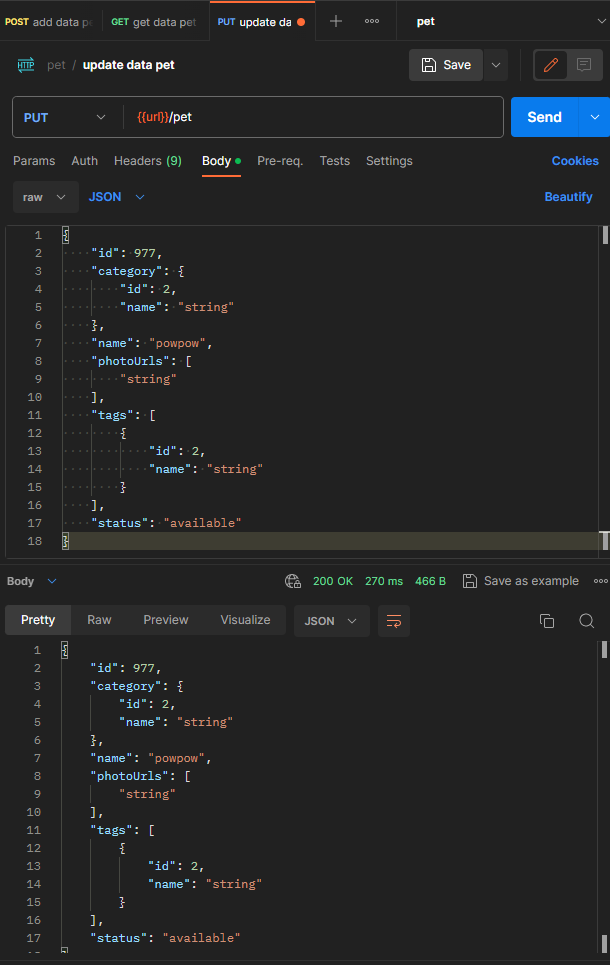 POST add data pe GET get data pet PUT update da pet
HTTP pet / update data pet Save
PUT {{url}}/pet Send
Params Auth Headers (9) Body Pre-req. Tests Settings Cookies
raw JSON Beautify
1 {
2 "id": 977,
3 "category": {
4 "id": 2,
5 "name": "string"
6 },
7 "name": "powpow",
8 "photoUrls": [
9 "string"
10 ],
11 "tags": [
12 {
13 "id": 2,
14 "name": "string"
15 }
16 ],
17 "status": "available"
18 }
Body 200 OK 270 ms 466 B Save as example
Pretty Raw Preview Visualize JSON
1 {
2 "id": 977,
3 "category": {
4 "id": 2,
5 "name": "string"
6 },
7 "name": "powpow",
8 "photoUrls": [
9 "string"
10 ],
11 "tags": [
12 {
13 "id": 2,
14 "name": "string"
15 }
16 ],
17 "status": "available"